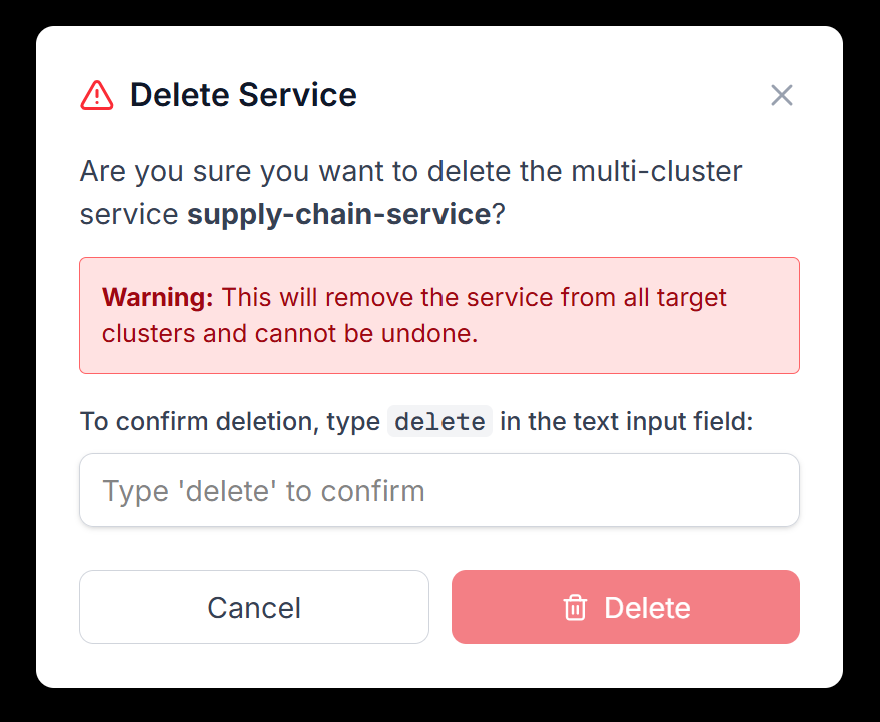 Delete Service
Are you sure you want to delete the multi-cluster
service supply-chain-service?
Warning: This will remove the service from all target
clusters and cannot be undone.
To confirm deletion, type delete in the text input field:
Type 'delete' to confirm
Cancel
Delete